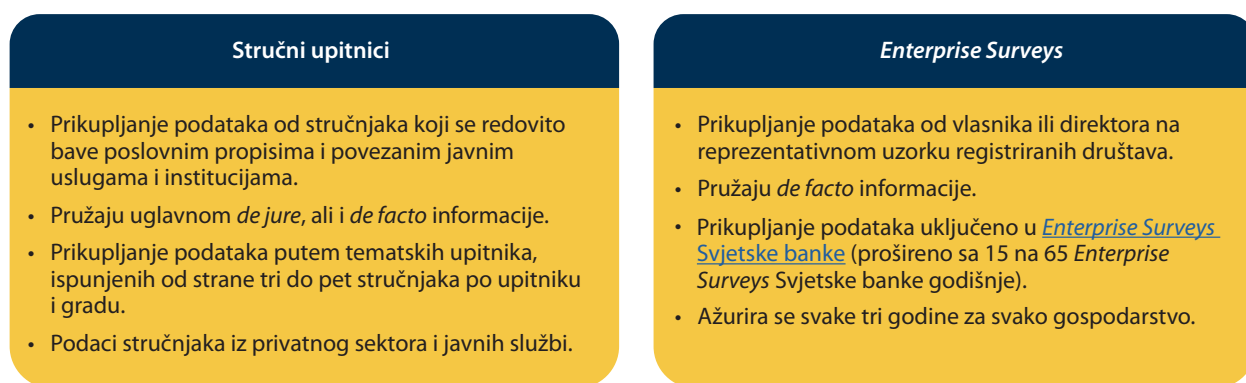 Stručni upitnici
• Prikupljanje podataka od stručnjaka koji se redovito
bave poslovnim propisima i povezanim javnim
uslugama i institucijama.
• Pružaju uglavnom de jure, ali i de facto informacije.
• Prikupljanje podataka putem tematskih upitnika,
ispunjenih od strane tri do pet stručnjaka po upitniku
i gradu.
• Podaci stručnjaka iz privatnog sektora i javnih službi.
Enterprise Surveys
• Prikupljanje podataka od vlasnika ili direktora na
reprezentativnom uzorku registriranih društava.
• Pružaju de facto informacije.
• Prikupljanje podataka uključeno u Enterprise Surveys
Svjetske banke (prošireno sa 15 na 65 Enterprise
Surveys Svjetske banke godišnje).
• Ažurira se svake tri godine za svako gospodarstvo.